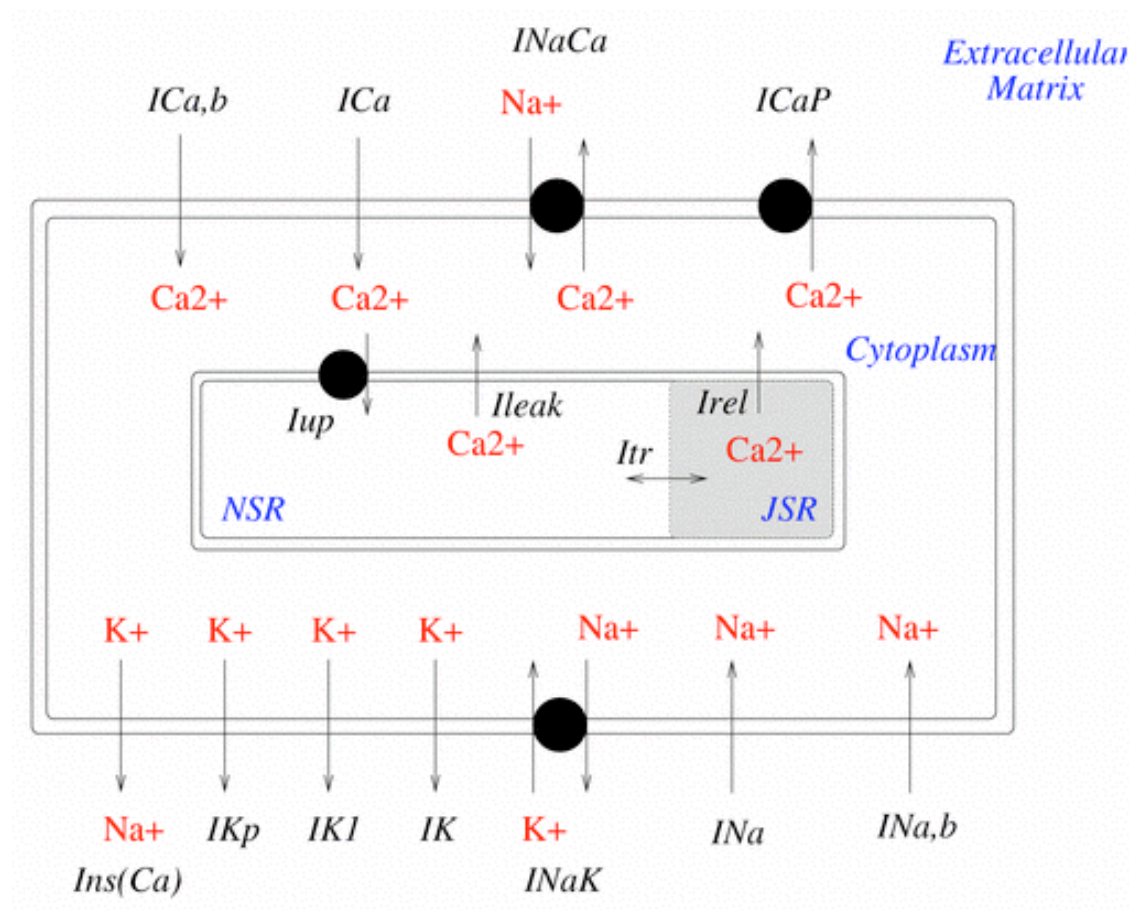 INaCa
Extracellular
Matrix
ICa,b
ICa
Na+
ICaP
Ca2+
Ca2+
Ca2+
Ca2+
Cytoplasm
Iup
Ileak
Irel
Ca2+
Itr
Ca2+
NSR
JSR
K+
K+
K+
K+
Na+
Na+
Na+
Na+
IKp
IK1
IK
K+
INa
INa,b
Ins(Ca)
INaK